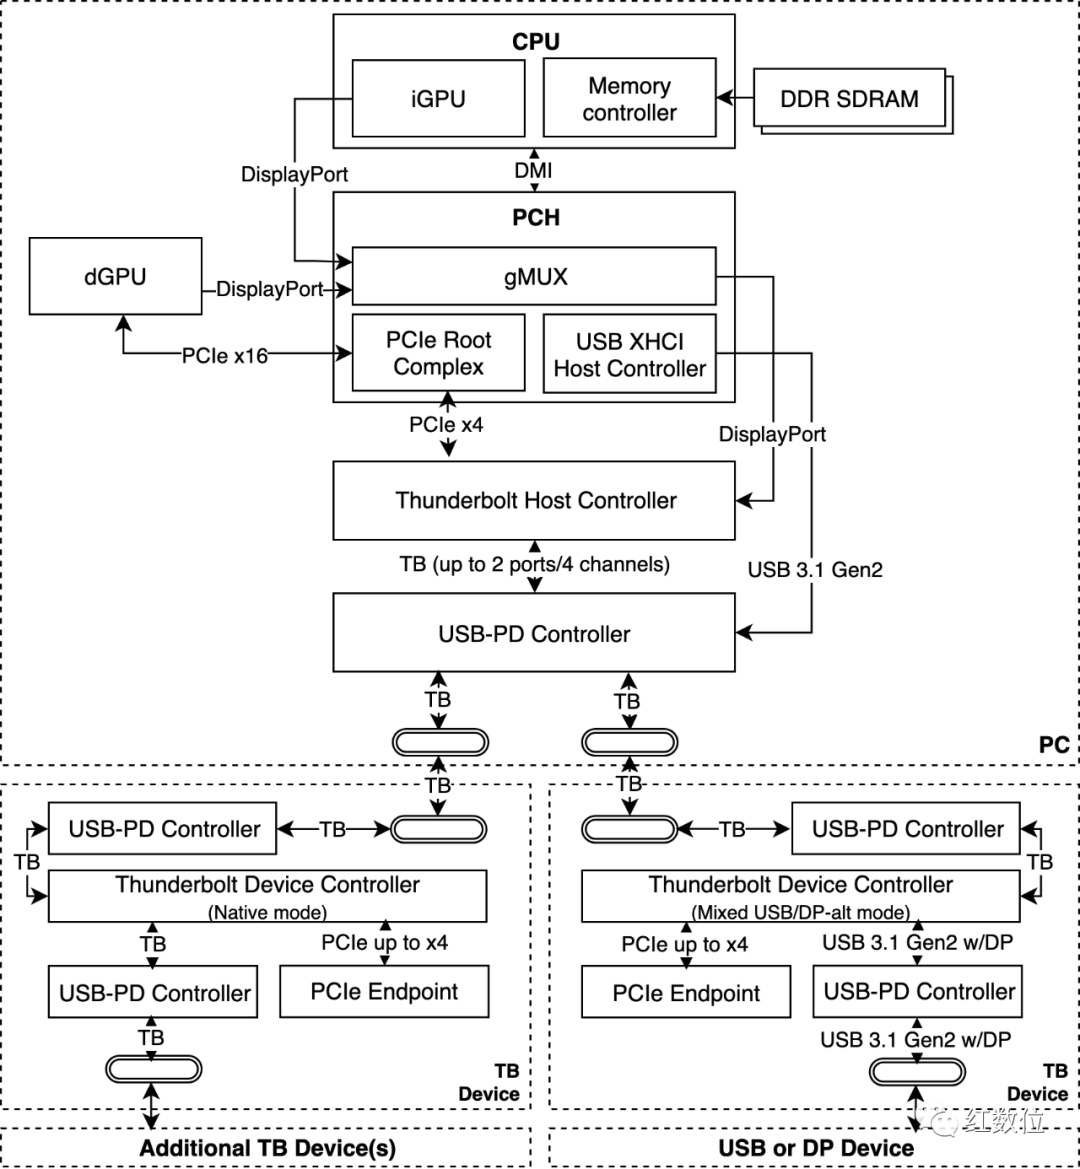 CPU
iGPU
Memory
controller
DDR SDRAM
DisplayPort
DMI
PCH
dGPU
DisplayPort
gMUX
PCIe x16
PCIe Root
Complex
USB XHCI
Host Controller
PCIe x4
DisplayPort
Thunderbolt Host Controller
TB (up to 2 ports/4 channels)
USB 3.1 Gen2
USB-PD Controller
TB
TB
PC
TB
TB
USB-PD Controller
TB
TB
Thunderbolt Device Controller
(Native mode)
TB
PCIe up to x4
USB-PD Controller
PCIe Endpoint
TB
TB
Device
TB
USB-PD Controller
TB
Thunderbolt Device Controller
(Mixed USB/DP-alt mode)
PCIe up to x4
USB 3.1 Gen2 w/DP
PCIe Endpoint
USB-PD Controller
USB 3.1 Gen2 w/DP
TB
Device
红数位
Additional TB Device(s)
USB or DP Device